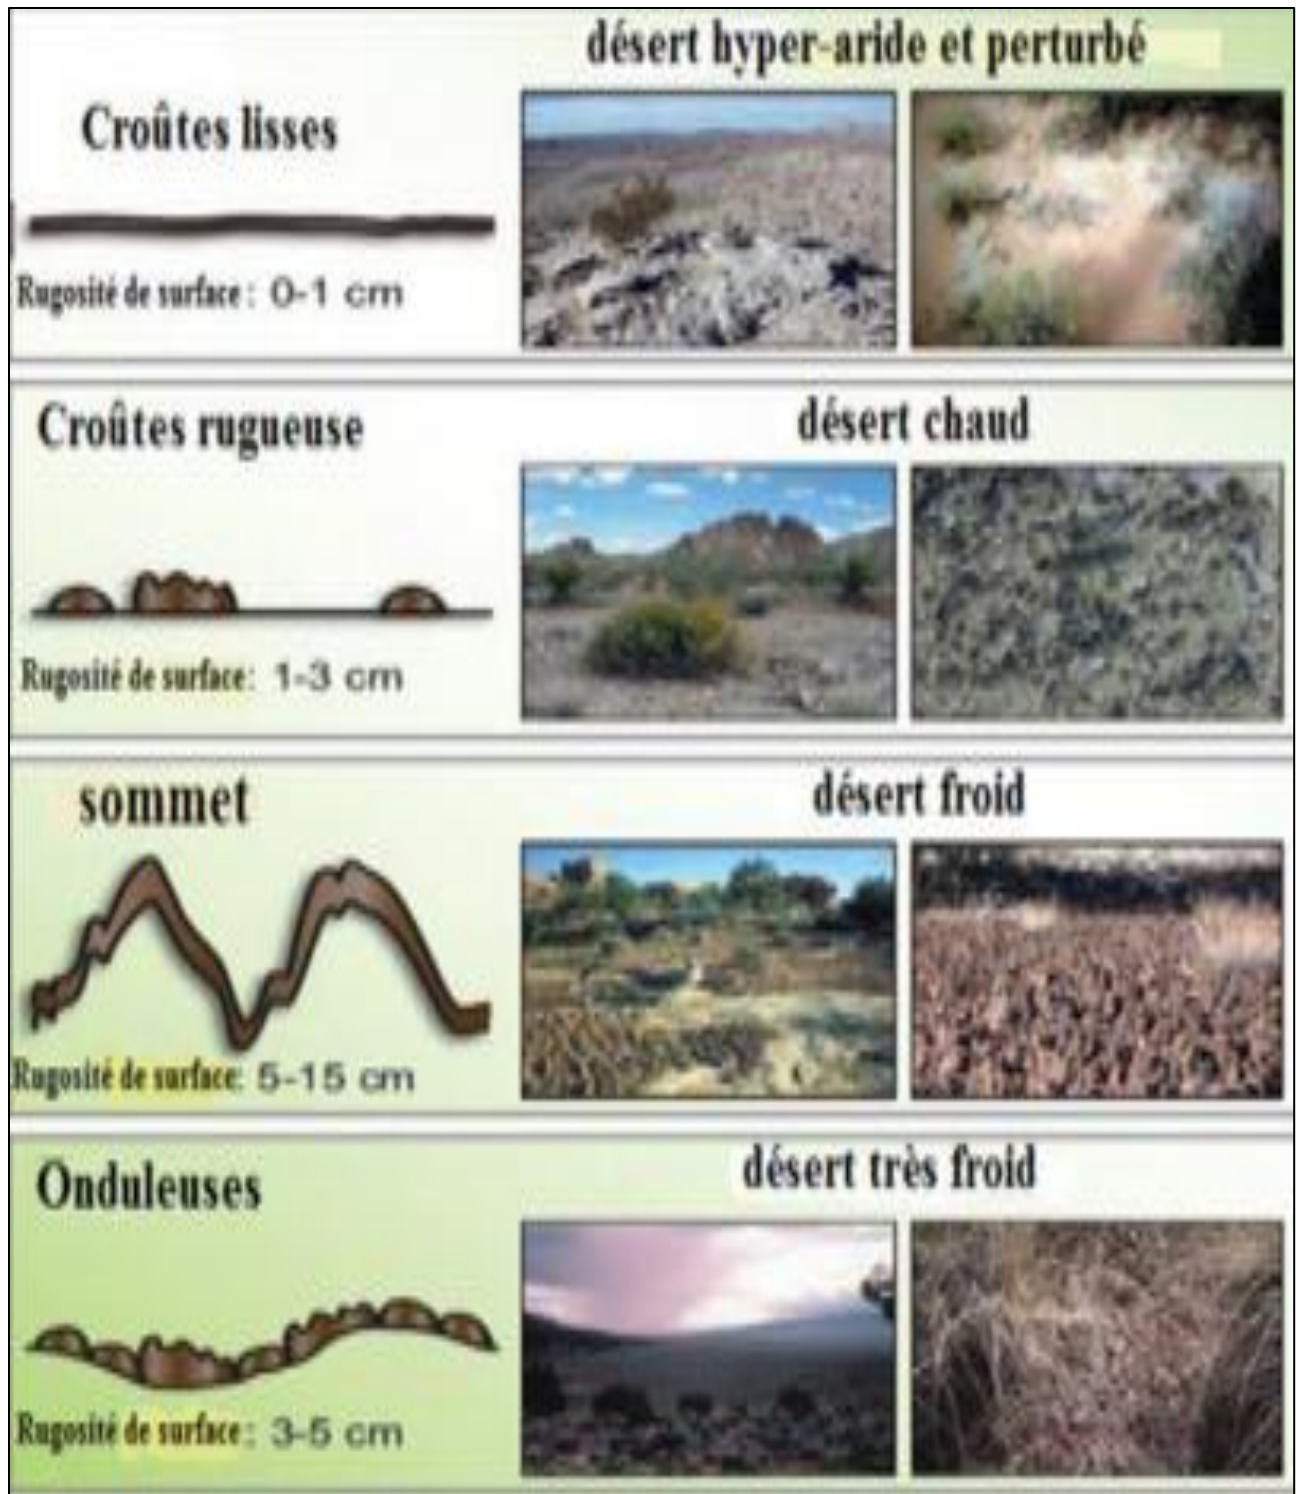 désert hyper-aride et perturbé
Croûtes lisses
Rugosité de surface : 0-1 cm
Croûtes rugueuse
désert chaud
Rugosité de surface: 1-3 cm
sommet
désert froid
Rugosité de surface: 5-15 cm
Onduleuses
désert très froid
Rugosité de surface : 3-5 cm